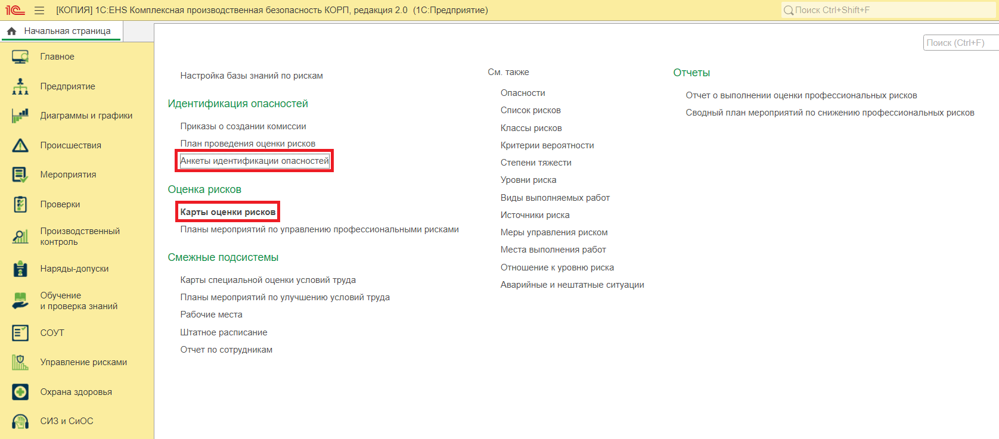 1С [КОПИЯ] 1С:EHS Комплексная производственная безопасность КОРП, редакция 2.0 (1С:Предприятие)
Поиск Ctrl+Shift+F
Начальная страница
Поиск (Ctrl+F)
Главное
Предприятие
Диаграммы и графики
Происшествия
Мероприятия
Проверки
Производственный
контроль
Наряды-допуски
Обучение
и проверка знаний
СОУТ
Управление рисками
Охрана здоровья
СИЗ и СиОС
Настройка базы знаний по рискам
Идентификация опасностей
Приказы о создании комиссии
План проведения оценки рисков
Анкеты идентификации опасностей
Оценка рисков
Карты оценки рисков
Планы мероприятий по управлению профессиональными рисками
Смежные подсистемы
Карты специальной оценки условий труда
Планы мероприятий по улучшению условий труда
Рабочие места
Штатное расписание
Отчет по сотрудникам
См. также
Опасности
Список рисков
Классы рисков
Критерии вероятности
Степени тяжести
Уровни риска
Виды выполняемых работ
Источники риска
Меры управления риском
Места выполнения работ
Отношение к уровню риска
Аварийные и нештатные ситуации
Отчеты
Отчет о выполнении оценки профессиональных рисков
Сводный план мероприятий по снижению профессиональных рисков